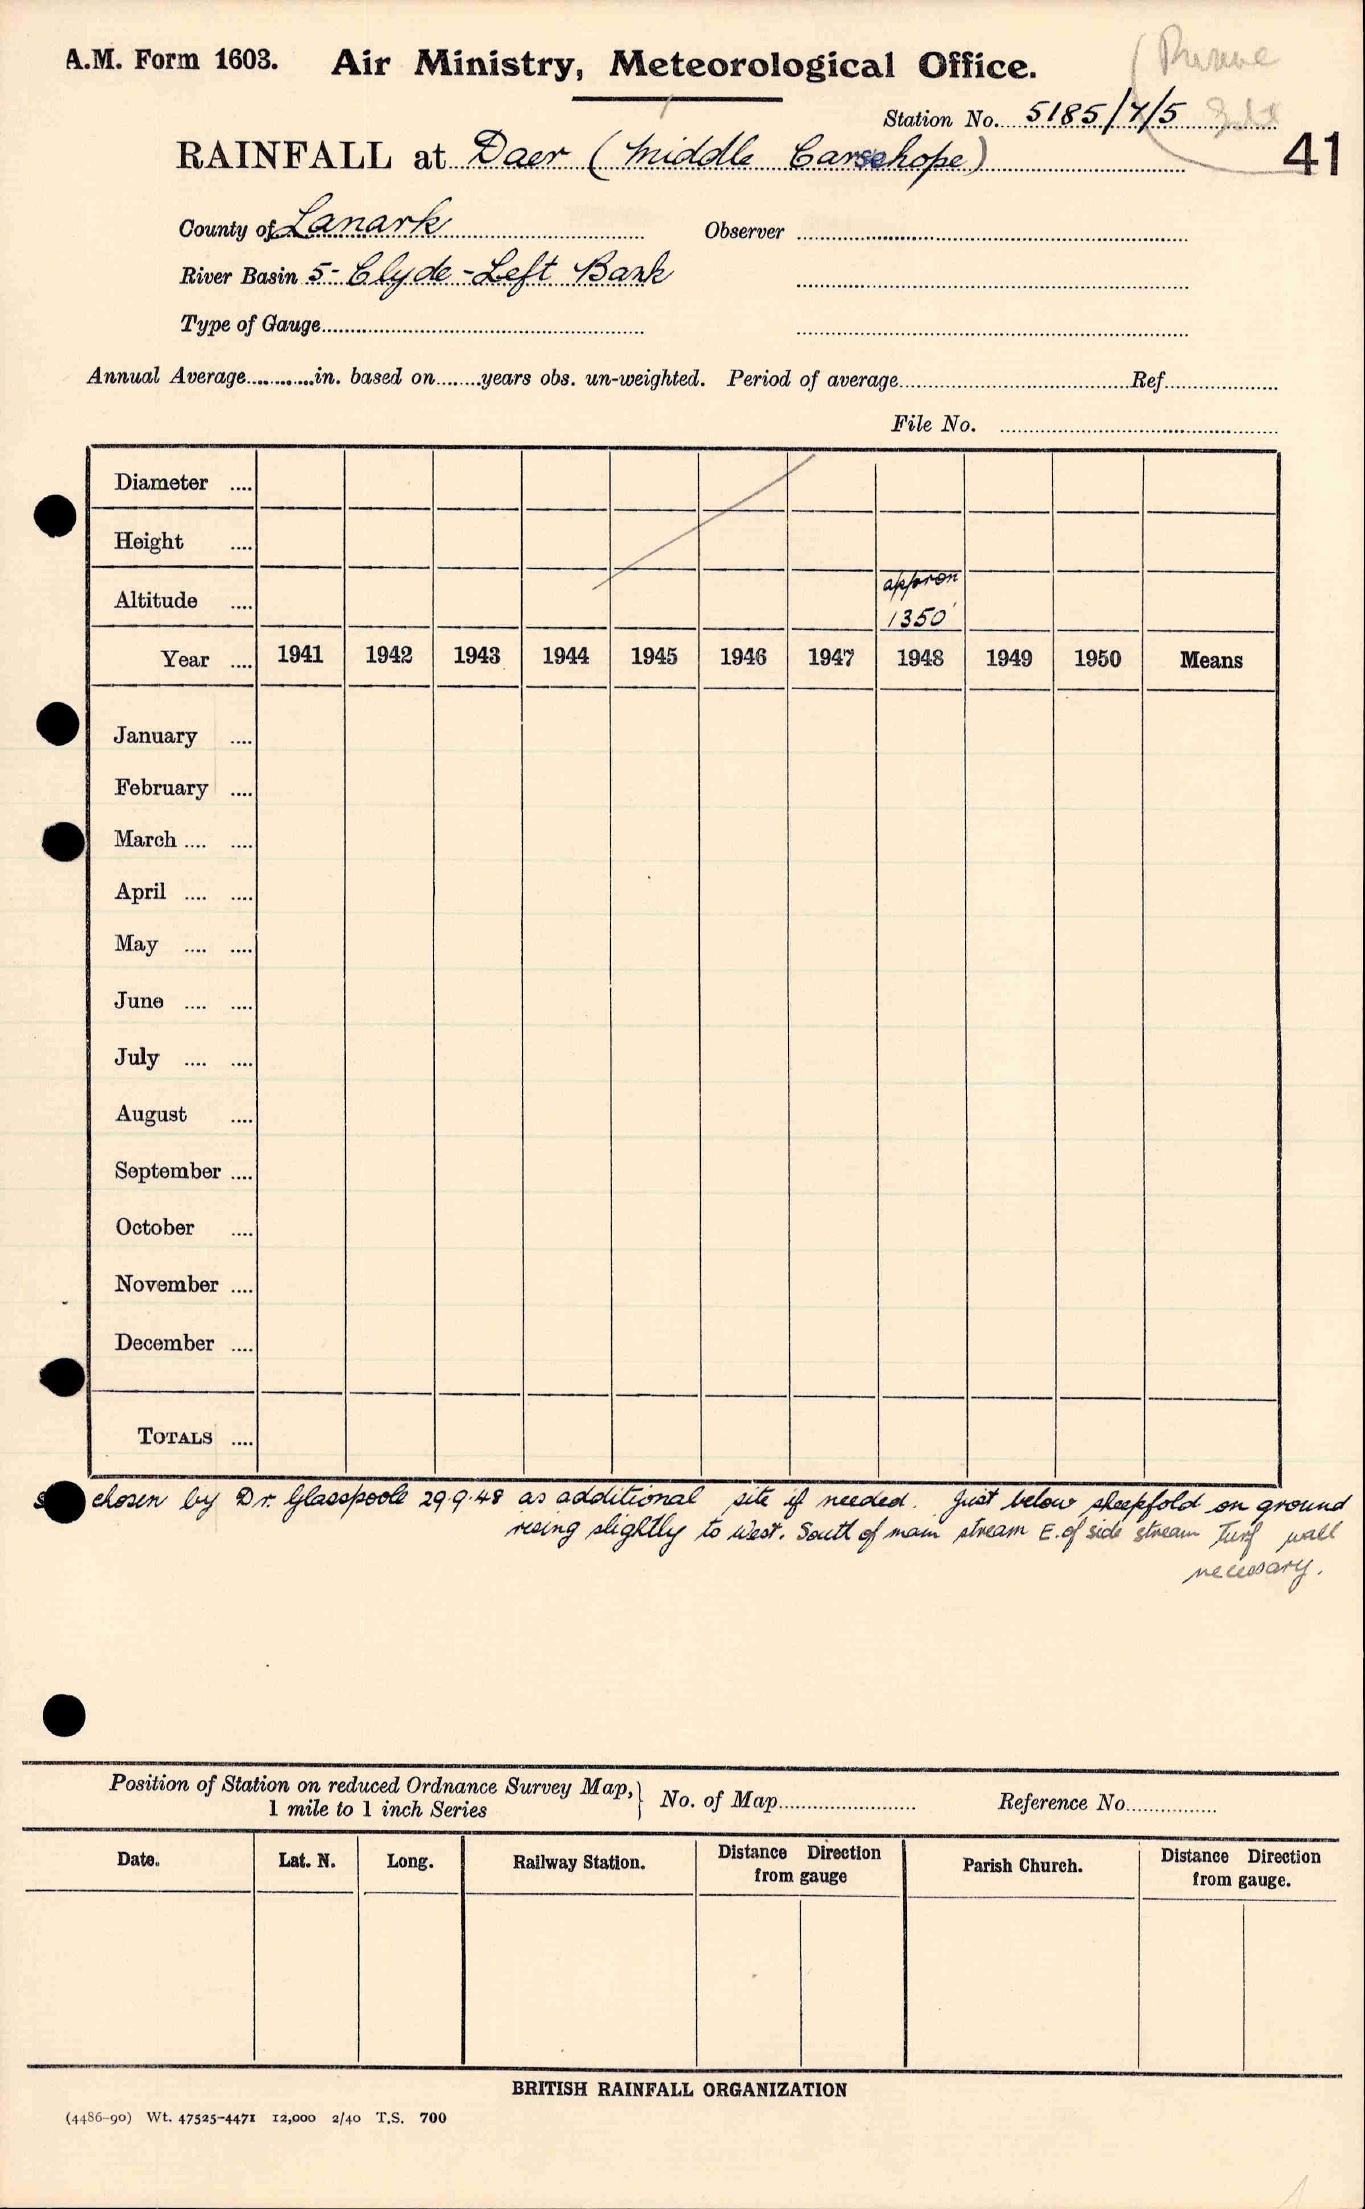 A.M. Form 1603. Air Ministry, Meteorological Office.
Station No. 5185/7/5
RAINFALL at Daer (Middle Carsehope)
41
County of Lanark Observer
River Basin 5 - Clyde - Left Bank
Type of Gauge
Annual Average............in. based on........years obs. un-weighted. Period of average Ref.
File No.
Diameter ....
Height ....
Altitude .... approx 1350'
Year .... 1941 1942 1943 1944 1945 1946 1947 1948 1949 1950 Means
January ....
February ....
March .... ....
April .... ....
May .... ....
June .... ....
July .... ....
August ....
September ....
October ....
November ....
December ....
TOTALS ....
chosen by Dr. Glasspoole 29.9.48 as additional site if needed. Just below sheepfold on ground
rising slightly to West. South of main stream E. of side stream Turf wall
necessary.
Position of Station on reduced Ordnance Survey Map, 
1 mile to 1 inch Series
No. of Map Reference No.
Date. Lat. N. Long. Railway Station. Distance Direction from gauge Parish Church. Distance Direction from gauge.
BRITISH RAINFALL ORGANIZATION
(4486-90) Wt. 47525-4471 12,000 2/40 T.S. 700